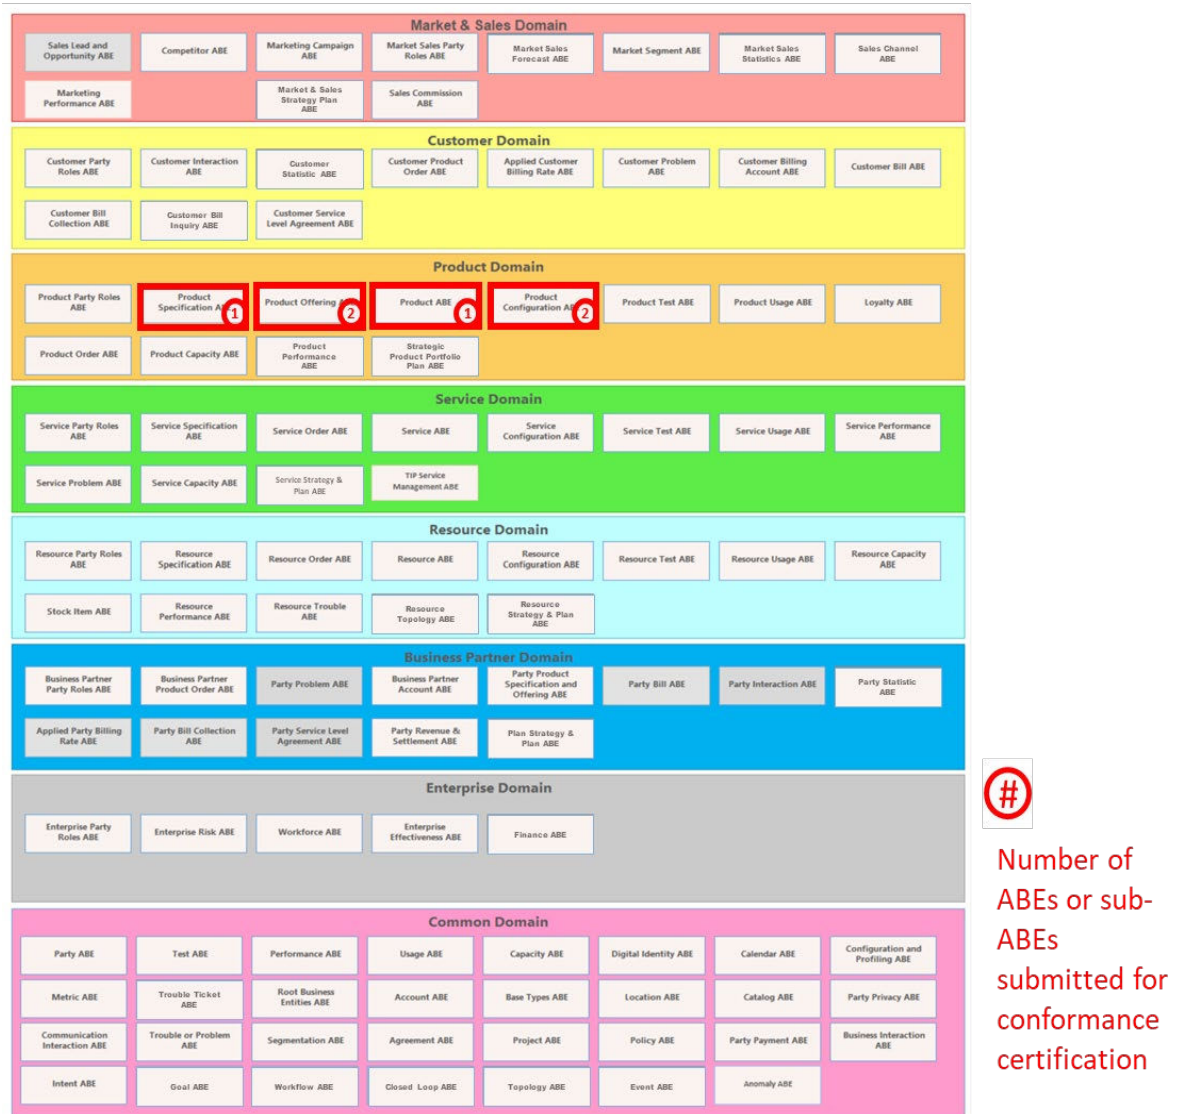 Market & Sales Domain
Sales Lead and
Opportunity ABE
Competitor ABE
Marketing Campaign
ABE
Market Sales Party
Roles ABE
Market Sales
Forecast ABE
Market Segment ABE
Market Sales
Statistics ABE
Sales Channel
ABE
Marketing
Performance ABE
Market & Sales
Strategy Plan
ABE
Sales Commission
ABE
Customer Domain
Customer Party
Roles ABE
Customer Interaction
ABE
Customer
Statistic ABE
Customer Product
Order ABE
Applied Customer
Billing Rate ABE
Customer Problem
ABE
Customer Billing
Account ABE
Customer Bill ABE
Customer Bill
Collection ABE
Customer Bill
Inquiry ABE
Customer Service
Level Agreement ABE
Product Domain
Product Party Roles
ABE
Product
Specification A
1
Product Offering
2
Product ABE
1
Product
Configuration AB
2
Product Test ABE
Product Usage ABE
Loyalty ABE
Product Order ABE
Product Capacity ABE
Product
Performance
ABE
Strategic
Product Portfolio
Plan ABE
Service Domain
Service Party Roles
ABE
Service Specification
ABE
Service Order ABE
Service ABE
Service
Configuration ABE
Service Test ABE
Service Usage ABE
Service Performance
ABE
Service Problem ABE
Service Capacity ABE
Service Strategy &
Plan ABE
TIP Service
Management ABE
Resource Domain
Resource Party Roles
ABE
Resource
Specification ABE
Resource Order ABE
Resource ABE
Resource
Configuration ABE
Resource Test ABE
Resource Usage ABE
Resource Capacity
ABE
Stock Item ABE
Resource
Performance ABE
Resource Trouble
ABE
Resource
Topology ABE
Resource
Strategy & Plan
ABE
Business Partner Domain
Business Partner
Party Roles ABE
Business Partner
Product Order ABE
Party Problem ABE
Business Partner
Account ABE
Party Product
Specification and
Offering ABE
Party Bill ABE
Party Interaction ABE
Party Statistic
ABE
Applied Party Billing
Rate ABE
Party Bill Collection
ABE
Party Service Level
Agreement ABE
Party Revenue &
Settlement ABE
Plan Strategy &
Plan ABE
Enterprise Domain
Enterprise Party
Roles ABE
Enterprise Risk ABE
Workforce ABE
Enterprise
Effectiveness ABE
Finance ABE
Common Domain
Party ABE
Test ABE
Performance ABE
Usage ABE
Capacity ABE
Digital Identity ABE
Calendar ABE
Configuration and
Profiling ABE
Metric ABE
Trouble Ticket
ABE
Root Business
Entities ABE
Account ABE
Base Types ABE
Location ABE
Catalog ABE
Party Privacy ABE
Communication
Interaction ABE
Trouble or Problem
ABE
Segmentation ABE
Agreement ABE
Project ABE
Policy ABE
Party Payment ABE
Business Interaction
ABE
Intent ABE
Goal ABE
Workflow ABE
Closed Loop ABE
Topology ABE
Event ABE
Anomaly ABE
#
Number of
ABEs or sub-
ABEs
submitted for
conformance
certification